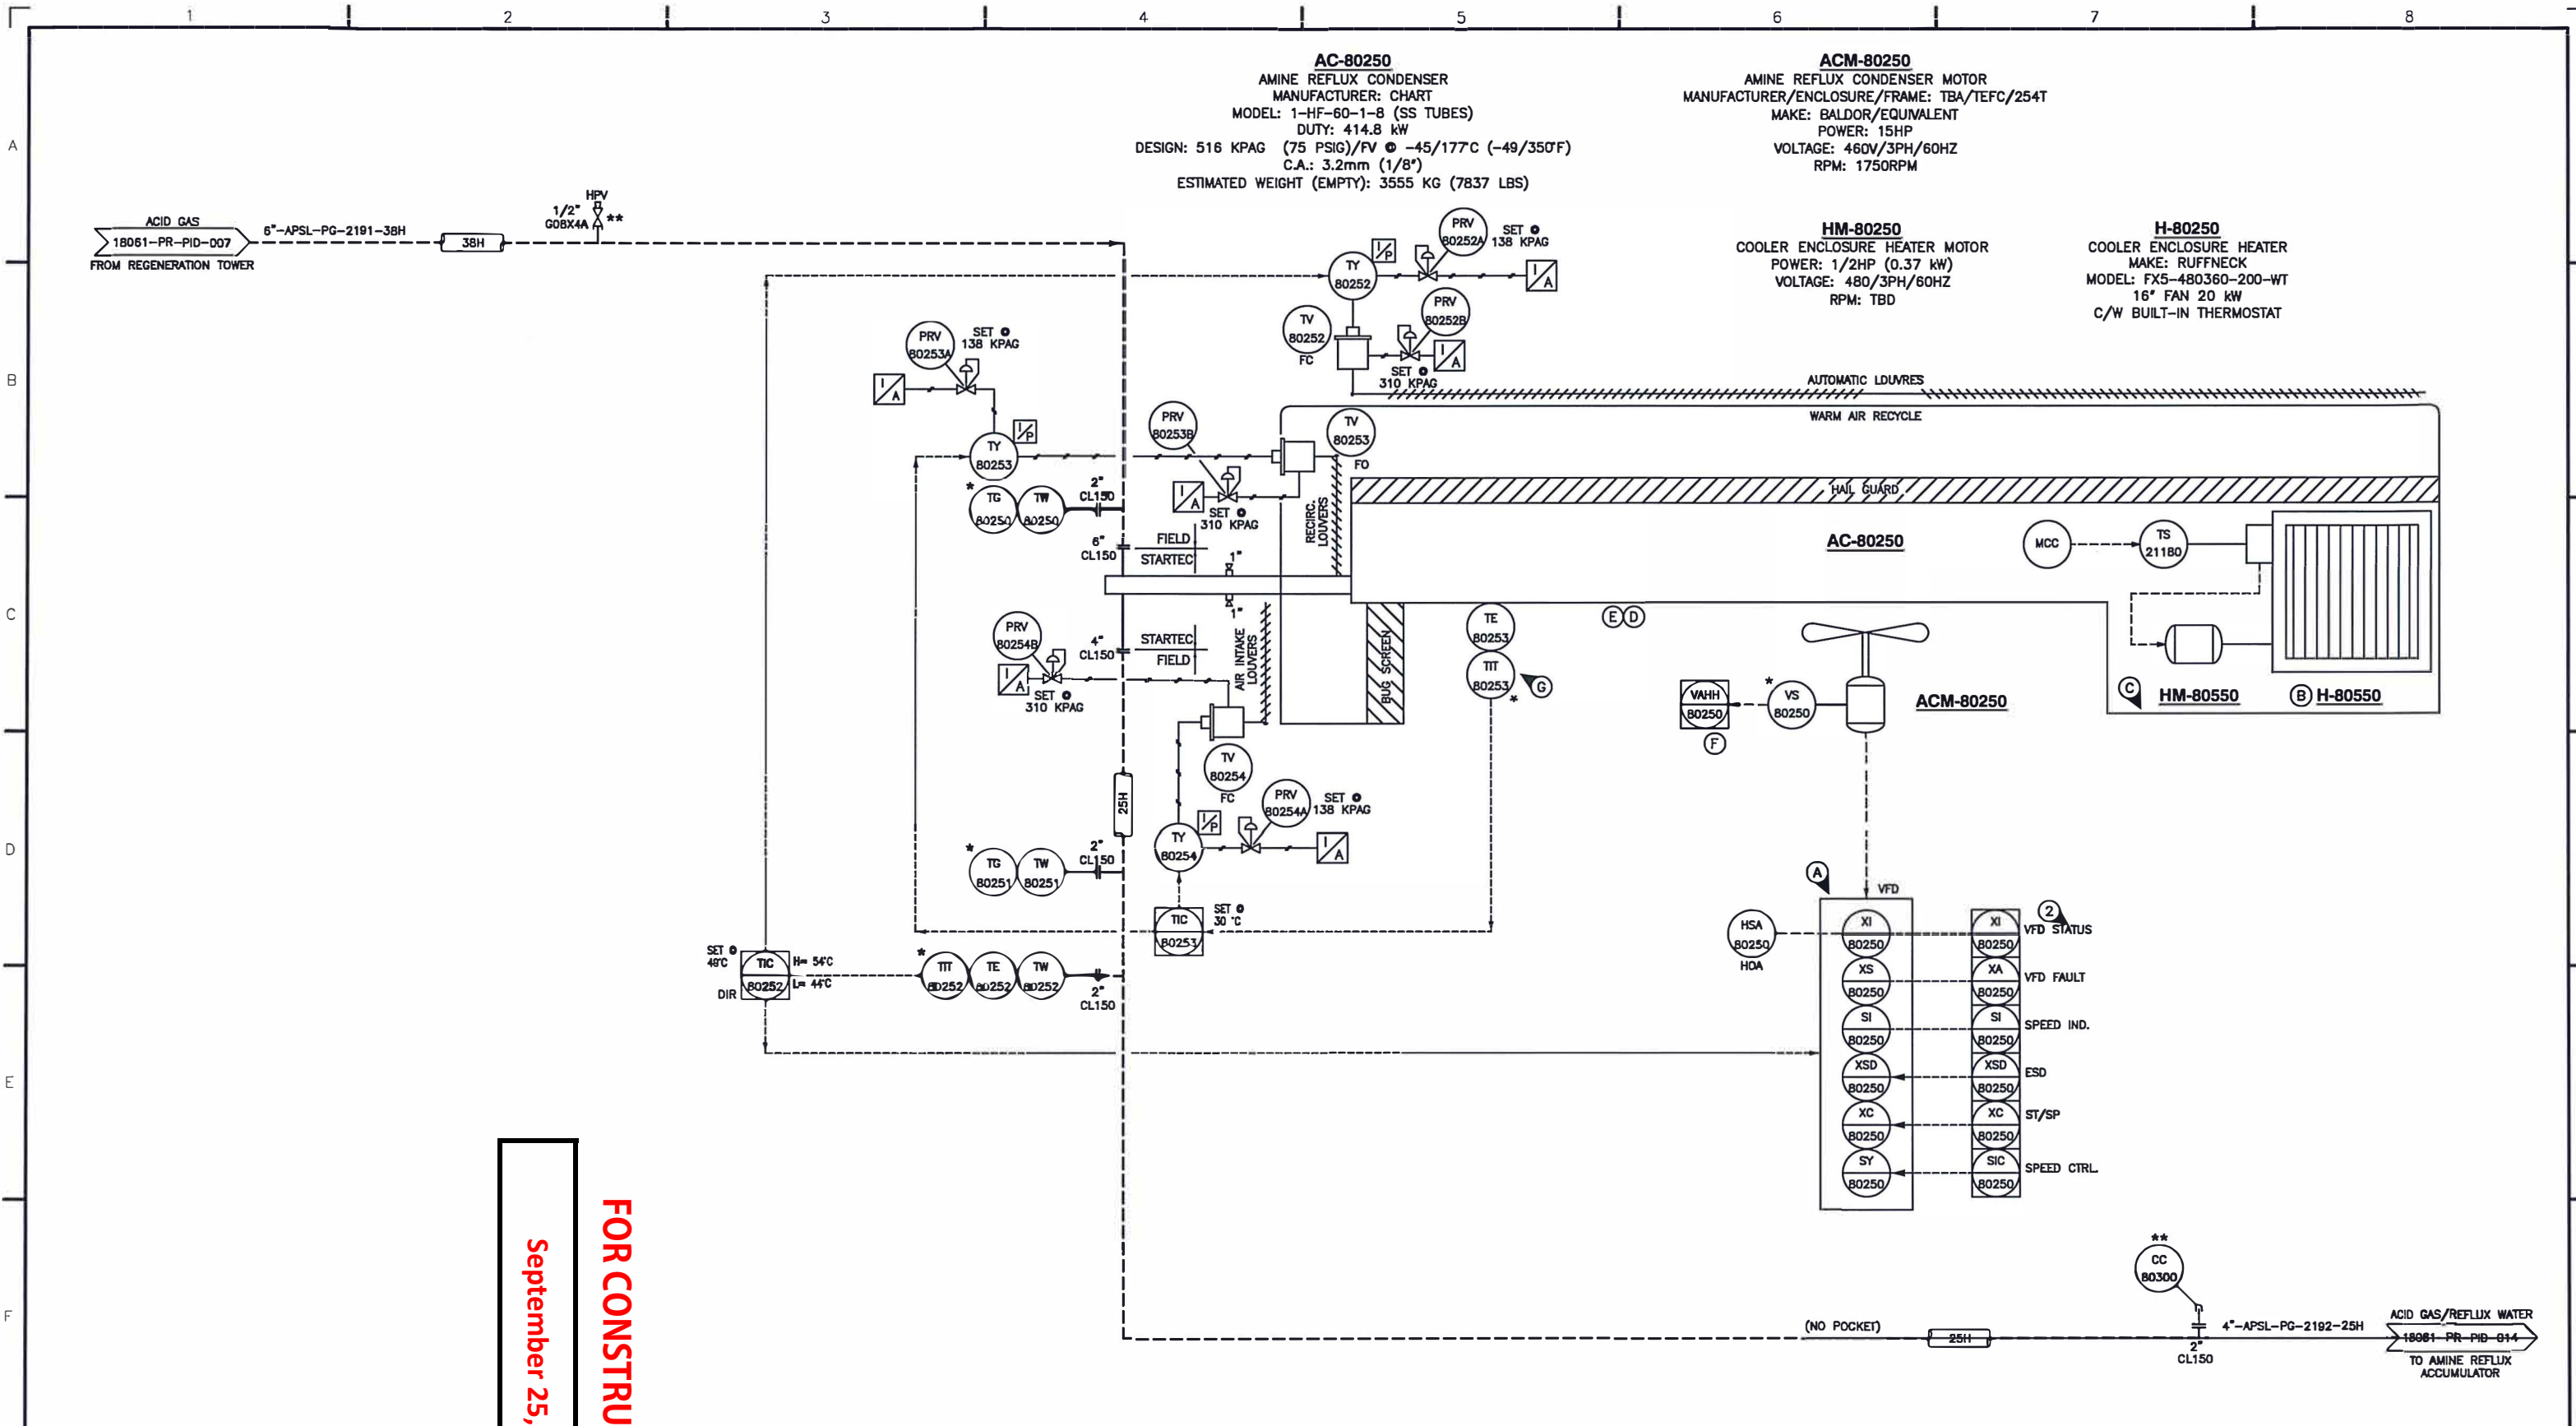 1 2 3 4 5 6 7 8
A
B
C
D
E
F
AC-80250
AMINE REFLUX CONDENSER
MANUFACTURER: CHART
MODEL: 1-HF-60-1-8 (SS TUBES)
DUTY: 414.8 kW
DESIGN: 516 KPAG (75 PSIG)/FV @ -45/177°C (-49/350°F)
C.A.: 3.2mm (1/8")
ESTIMATED WEIGHT (EMPTY): 3555 KG (7837 LBS)
ACM-80250
AMINE REFLUX CONDENSER MOTOR
MANUFACTURER/ENCLOSURE/FRAME: TBA/TEFC/254T
MAKE: BALDOR/EQUIVALENT
POWER: 15HP
VOLTAGE: 460V/3PH/60HZ
RPM: 1750RPM
HM-80250
COOLER ENCLOSURE HEATER MOTOR
POWER: 1/2HP (0.37 kW)
VOLTAGE: 480/3PH/60HZ
RPM: TBD
H-80250
COOLER ENCLOSURE HEATER
MAKE: RUFFNECK
MODEL: FX5-480360-200-WT
16" FAN 20 kW
C/W BUILT-IN THERMOSTAT
ACID GAS
18061-PR-PID-007
FROM REGENERATION TOWER
6"-APSL-PG-2191-38H
38H
HPV
1/2"
G08X4A
**
TY
80252
I/P
PRV
80252A
SET @
138 KPAG
I/A
TV
80252
FC
PRV
80252B
I/A
SET @
310 KPAG
PRV
80253A
SET @
138 KPAG
I/A
TY
80253
I/P
PRV
80253B
I/A
SET @
310 KPAG
TV
80253
FO
AUTOMATIC LOUVRES
WARM AIR RECYCLE
HAIL GUARD
RECIRC.
LOUVERS
*
TG
80250
TW
80250
2"
CL150
6"
CL150
FIELD
STARTEC
1"
1"
4"
CL150
STARTEC
FIELD
AIR INTAKE
LOUVERS
BUG SCREEN
PRV
80254B
I/A
SET @
310 KPAG
TV
80254
FC
TY
80254
I/P
PRV
80254A
SET @
138 KPAG
I/A
25H
AC-80250
MCC
TS
21180
TE
80253
TIT
80253
*
G
E D
VAHH
80250
F
*
VS
80250
ACM-80250
C
HM-80550
B H-80550
*
TG
80251
TW
80251
2"
CL150
TIC
80253
SET @
30 °C
SET @
49°C
TIC
80252
DIR
H= 54°C
L= 44°C
*
TIT
80252
TE
80252
TW
80252
2"
CL150
A
VFD
HSA
80250
HOA
XI
80250
XI
80250
2
VFD STATUS
XS
80250
XA
80250
VFD FAULT
SI
80250
SI
80250
SPEED IND.
XSD
80250
XSD
80250
ESD
XC
80250
XC
80250
ST/SP
SY
80250
SIC
80250
SPEED CTRL.
FOR CONSTRU
September 25,
**
CC
80300
(NO POCKET)
25H
2"
CL150
4"-APSL-PG-2192-25H
ACID GAS/REFLUX WATER
18061-PR-PID-014
TO AMINE REFLUX
ACCUMULATOR